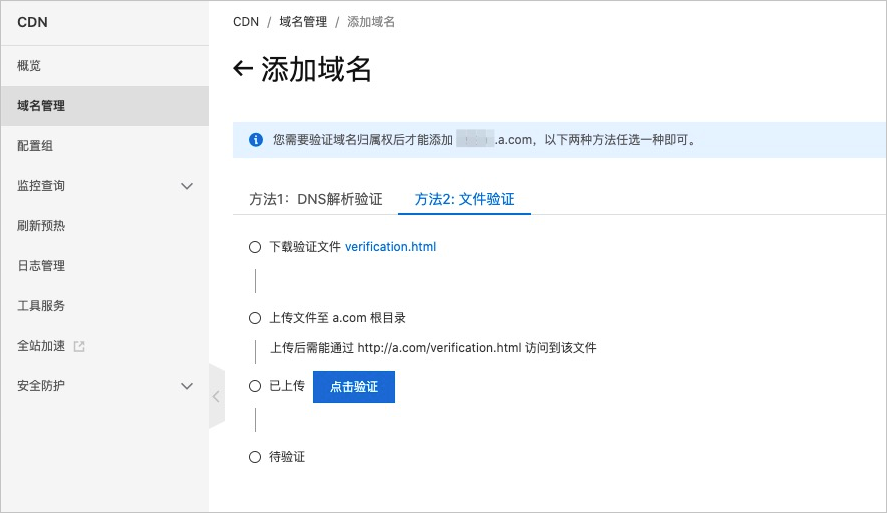 CDN
概览
域名管理
配置组
监控查询
刷新预热
日志管理
工具服务
全站加速
安全防护
CDN / 域名管理 / 添加域名
添加域名
您需要验证域名归属权后才能添加 .a.com，以下两种方法任选一种即可。
方法1：DNS解析验证 方法2: 文件验证
下载验证文件 verification.html
上传文件至 a.com 根目录
上传后需能通过 http://a.com/verification.html 访问到该文件
已上传 点击验证
待验证